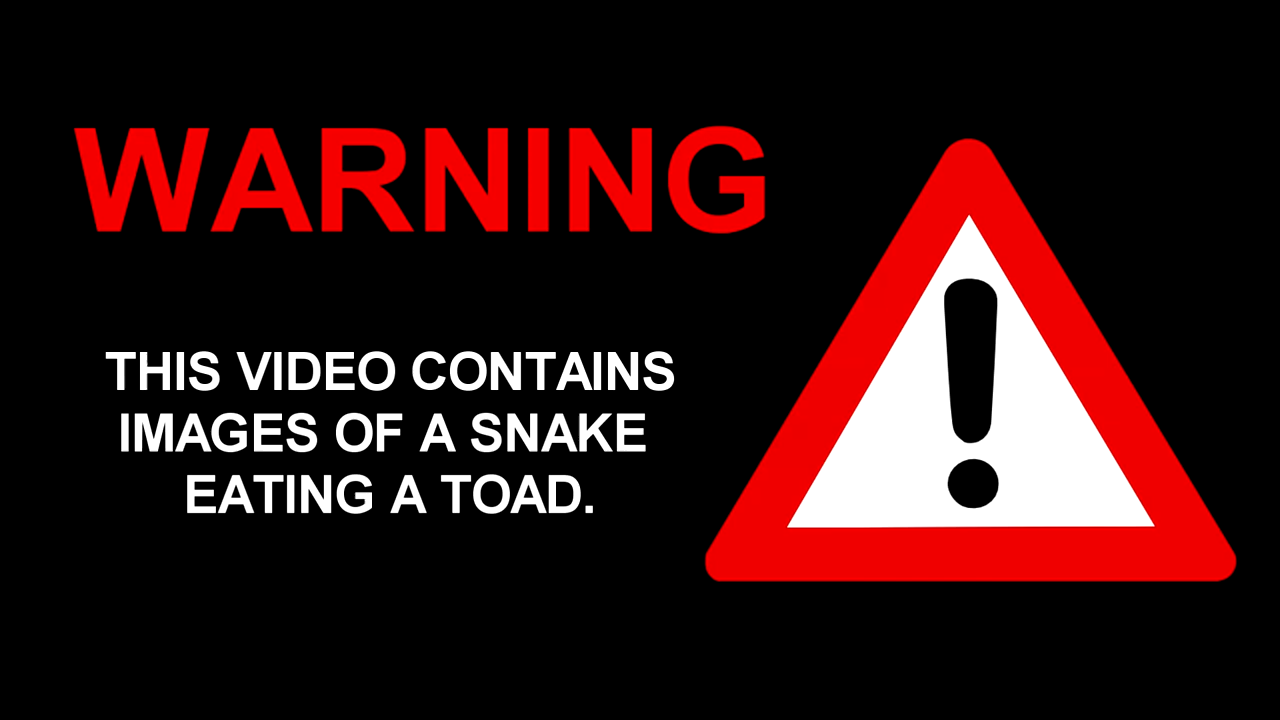 WARNING
THIS VIDEO CONTAINS
IMAGES OF A SNAKE
EATING A TOAD.